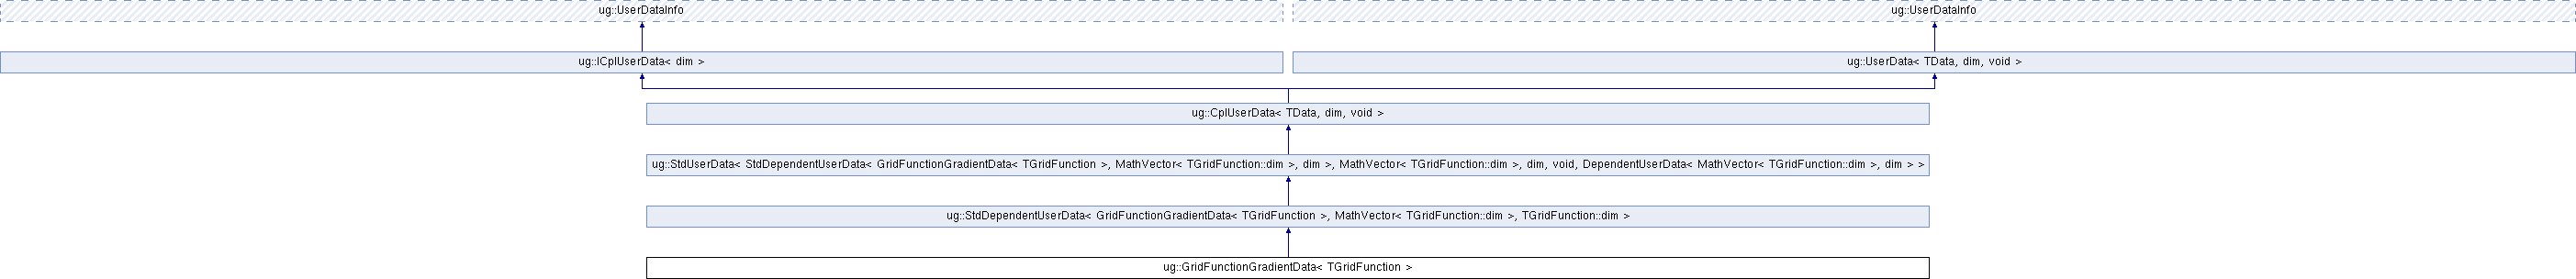 ug::UserDataInfo
ug::UserDataInfo
ug::ICplUserData< dim >
ug::UserData< TData, dim, void >
ug::CplUserData< TData, dim, void >
ug::StdUserData< StdDependentUserData< GridFunctionGradientData< TGridFunction >, MathVector< TGridFunction::dim >, dim >, MathVector< TGridFunction::dim >, dim, void, DependentUserData< MathVector< TGridFunction::dim >, dim > >
ug::StdDependentUserData< GridFunctionGradientData< TGridFunction >, MathVector< TGridFunction::dim >, TGridFunction::dim >
ug::GridFunctionGradientData< TGridFunction >